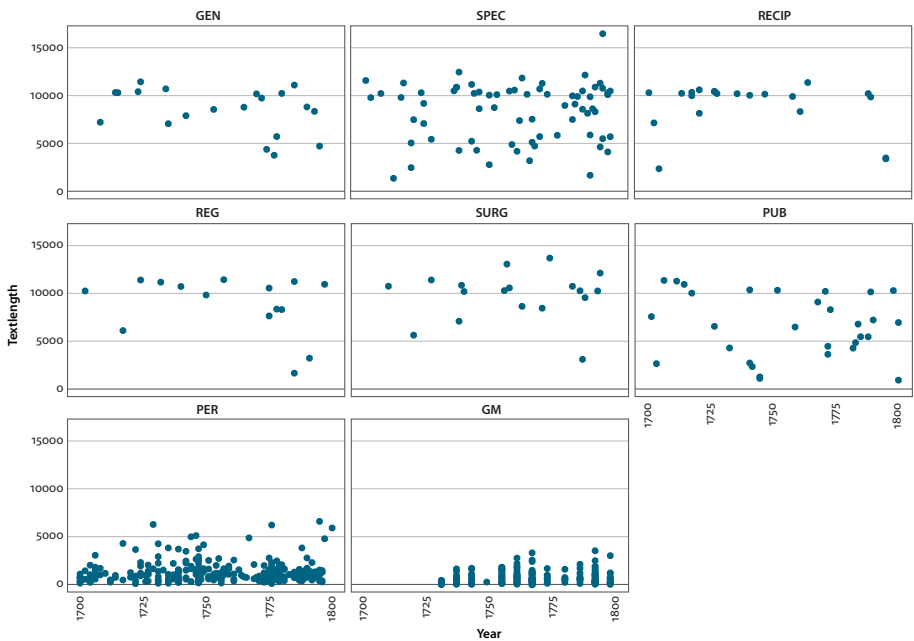 GEN SPEC RECIP
15000
10000
5000
0
REG SURG PUB
15000
10000
5000
0
Textlength
PER GM
1700 1725 1750 1775 1800
15000
10000
5000
0
1700 1725 1750 1775 1800 1700 1725 1750 1775 1800
Year